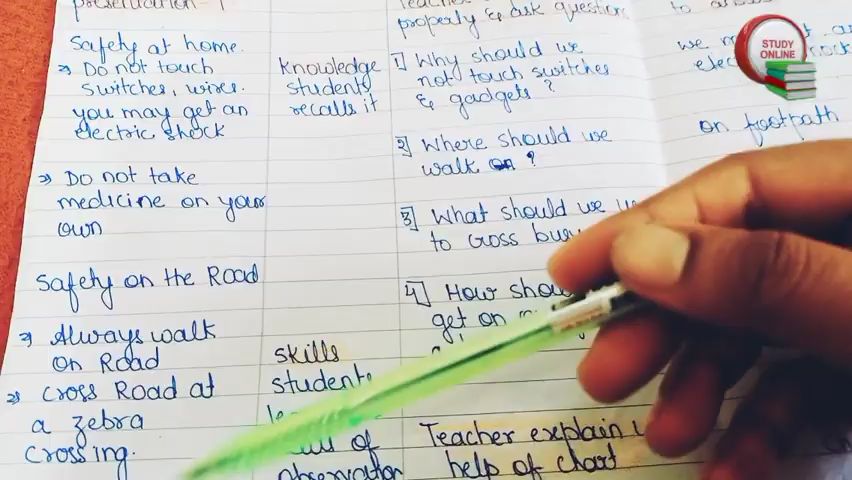 presentation - 1
Safety at home.
Do not touch
switches, wires.
you may get an
electric shock
Do not take
medicine on your
own
Safety on the Road
Always walk
on Road
Cross Road at
a zebra
crossing.
Knowledge
students
recalls it
skills
students
of
observation
properly & ask question
1] Why should we
not touch switches
& gadgets ?
2] Where should we
walk ?
3] What should we
to cross
4] How
get on
Teacher explain
help of chart
to
we
on footpath
STUDY
ONLINE